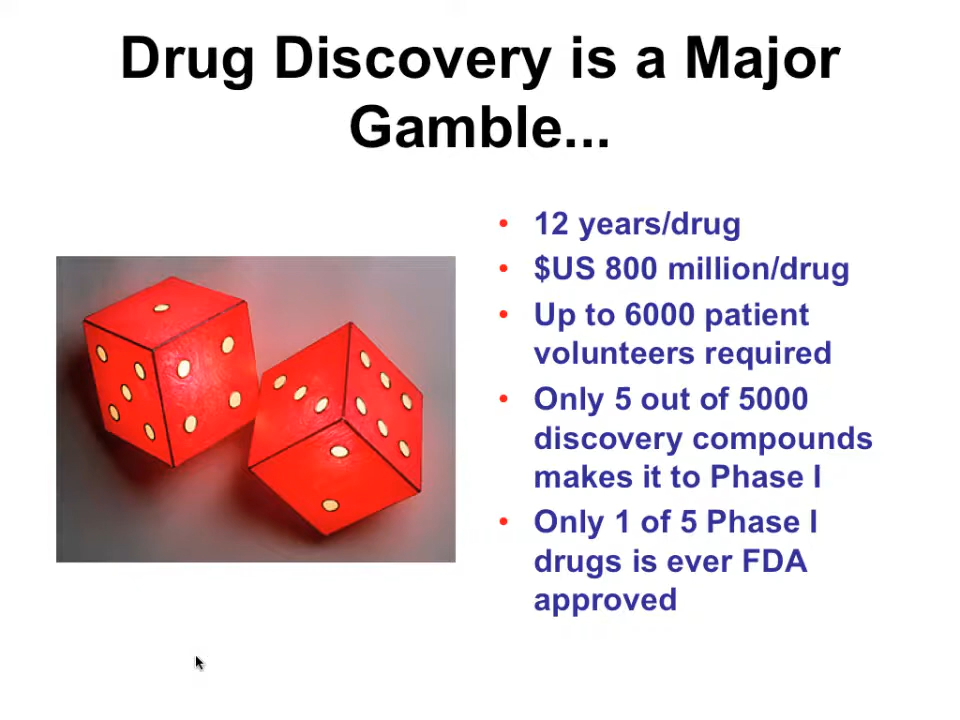 Drug Discovery is a Major
Gamble...
• 12 years/drug
• $US 800 million/drug
• Up to 6000 patient
volunteers required
• Only 5 out of 5000
discovery compounds
makes it to Phase I
• Only 1 of 5 Phase I
drugs is ever FDA
approved